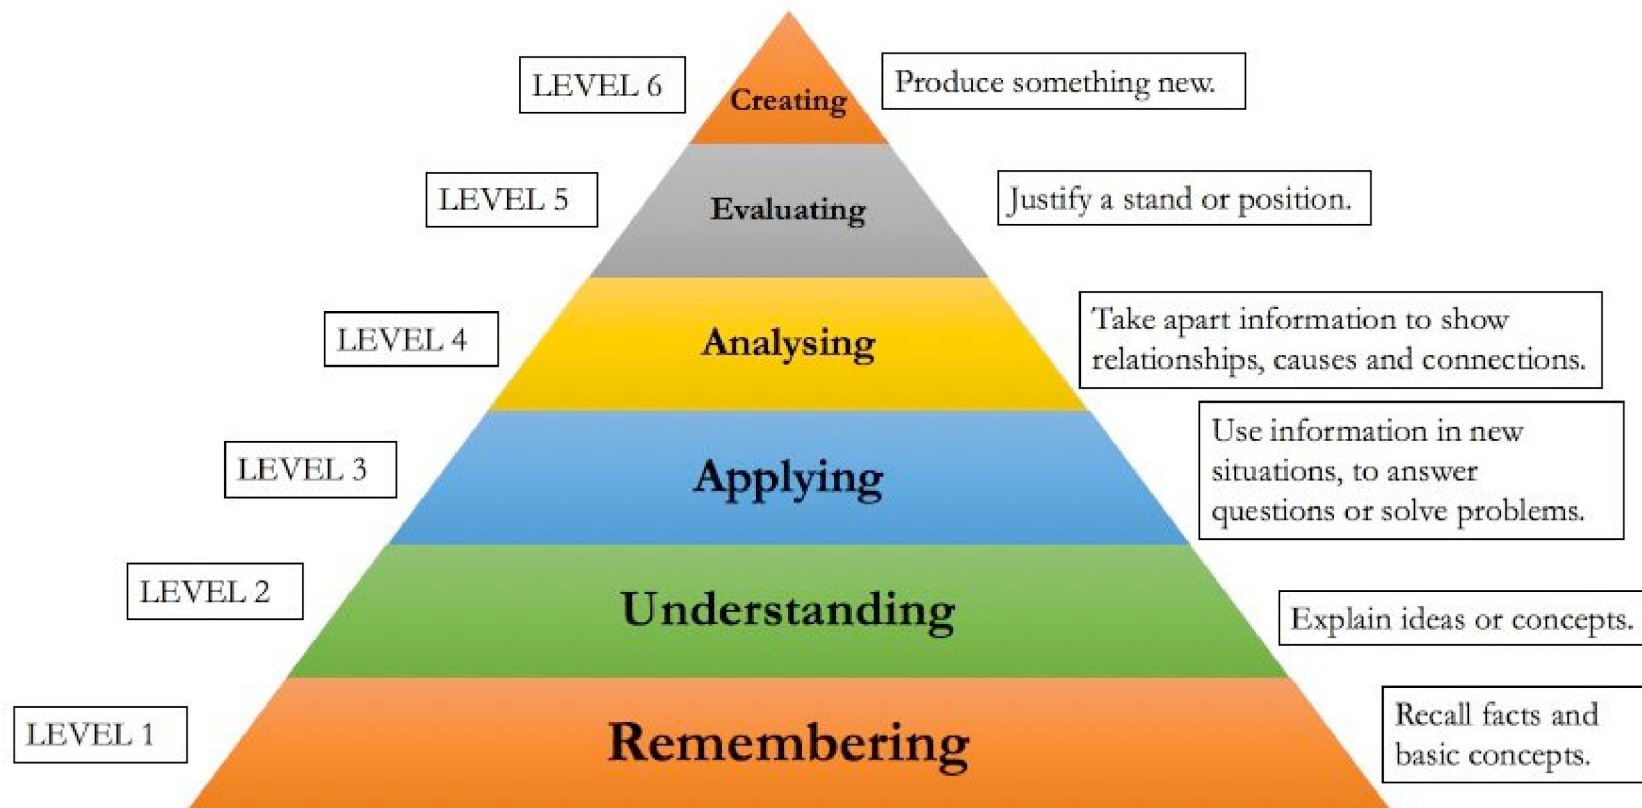 LEVEL 6
Creating
Produce something new.
LEVEL 5
Evaluating
Justify a stand or position.
LEVEL 4
Analysing
Take apart information to show
relationships, causes and connections.
LEVEL 3
Applying
Use information in new
situations, to answer
questions or solve problems.
LEVEL 2
Understanding
Explain ideas or concepts.
LEVEL 1
Remembering
Recall facts and
basic concepts.